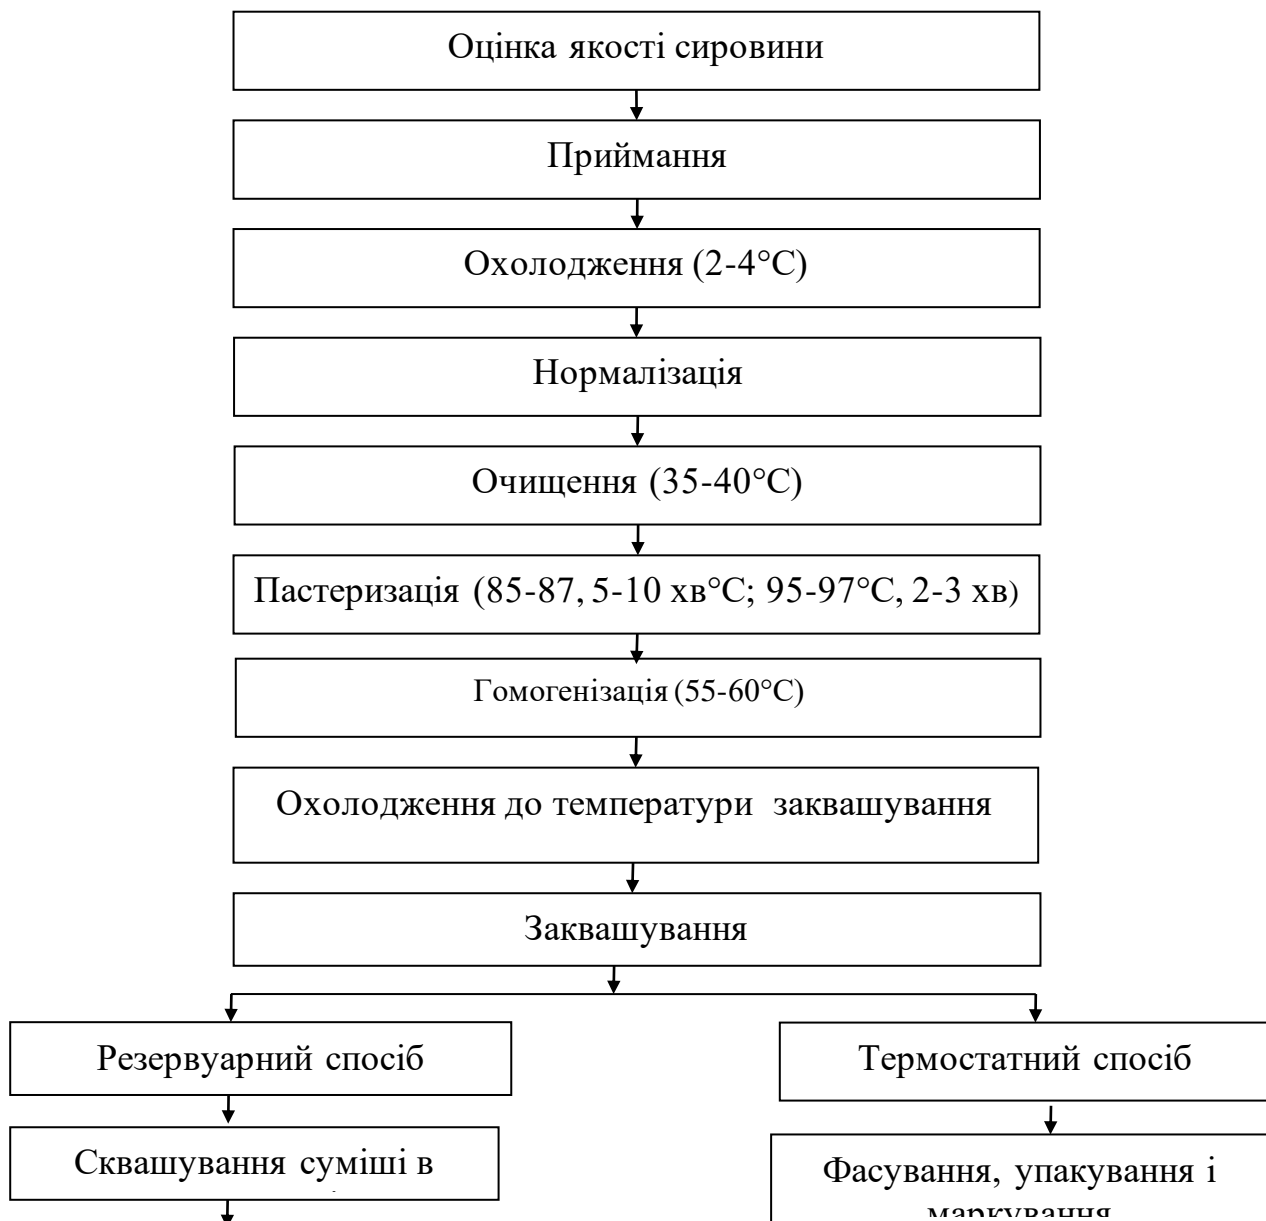 Оцінка якості сировини
Приймання
Охолодження (2-4°С)
Нормалізація
Очищення (35-40°С)
Пастеризація (85-87, 5-10 хв°С; 95-97°С, 2-3 хв)
Гомогенізація (55-60°С)
Охолодження до температури заквашування
Заквашування
Резервуарний спосіб
Термостатний спосіб
Сквашування суміші в
Фасування, упакування і
маркування